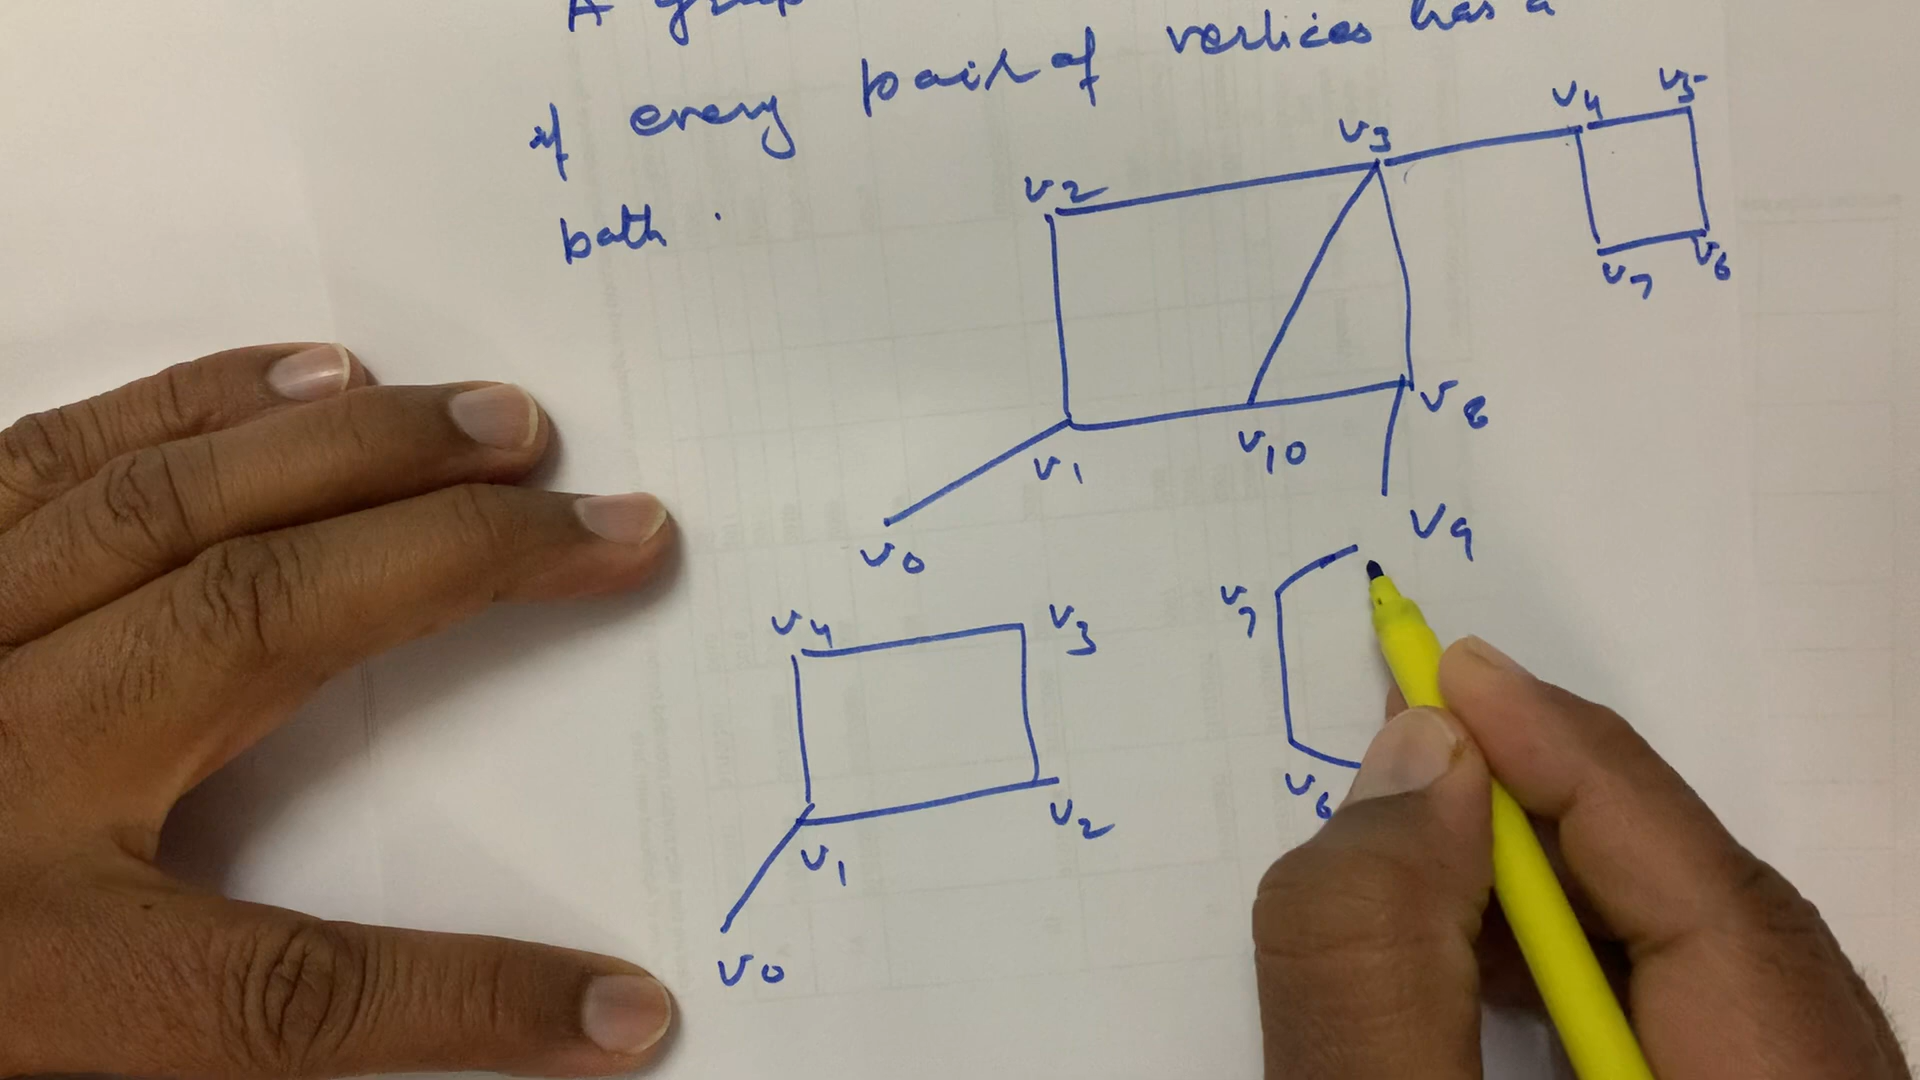 A
if every pair of vertices has a
path .
v4 v5
v3
v2
v7 v6
v8
v1 v10
v0
v9
v4 v3 v7
v6
v2
v1
v0